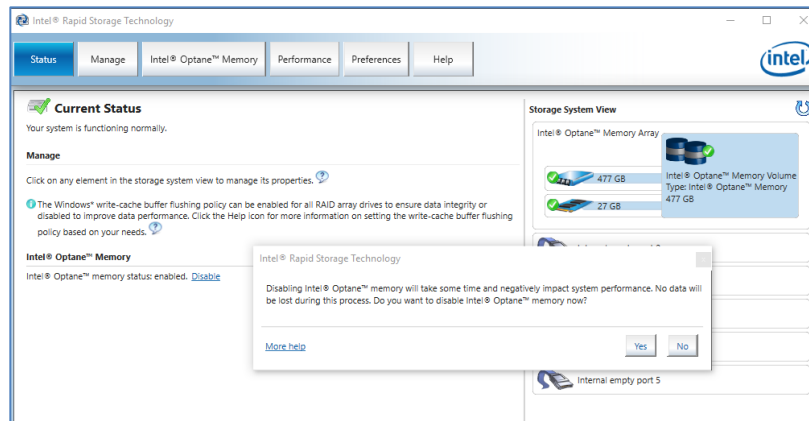 Intel® Rapid Storage Technology
Status
Manage
Intel® Optane™ Memory
Performance
Preferences
Help
intel
Current Status
Your system is functioning normally.
Manage
Click on any element in the storage system view to manage its properties.
The Windows* write-cache buffer flushing policy can be enabled for all RAID array drives to ensure data integrity or
disabled to improve data performance. Click the Help icon for more information on setting the write-cache buffer flushing
policy based on your needs.
Intel® Optane™ Memory
Intel® Optane™ memory status: enabled. Disable
Storage System View
Intel® Optane™ Memory Array
477 GB
27 GB
Intel® Optane™ Memory Volume
Type: Intel® Optane™ Memory
477 GB
Intel® Rapid Storage Technology
Disabling Intel® Optane™ memory will take some time and negatively impact system performance. No data will
be lost during this process. Do you want to disable Intel® Optane™ memory now?
More help
Yes
No
Internal empty port 5